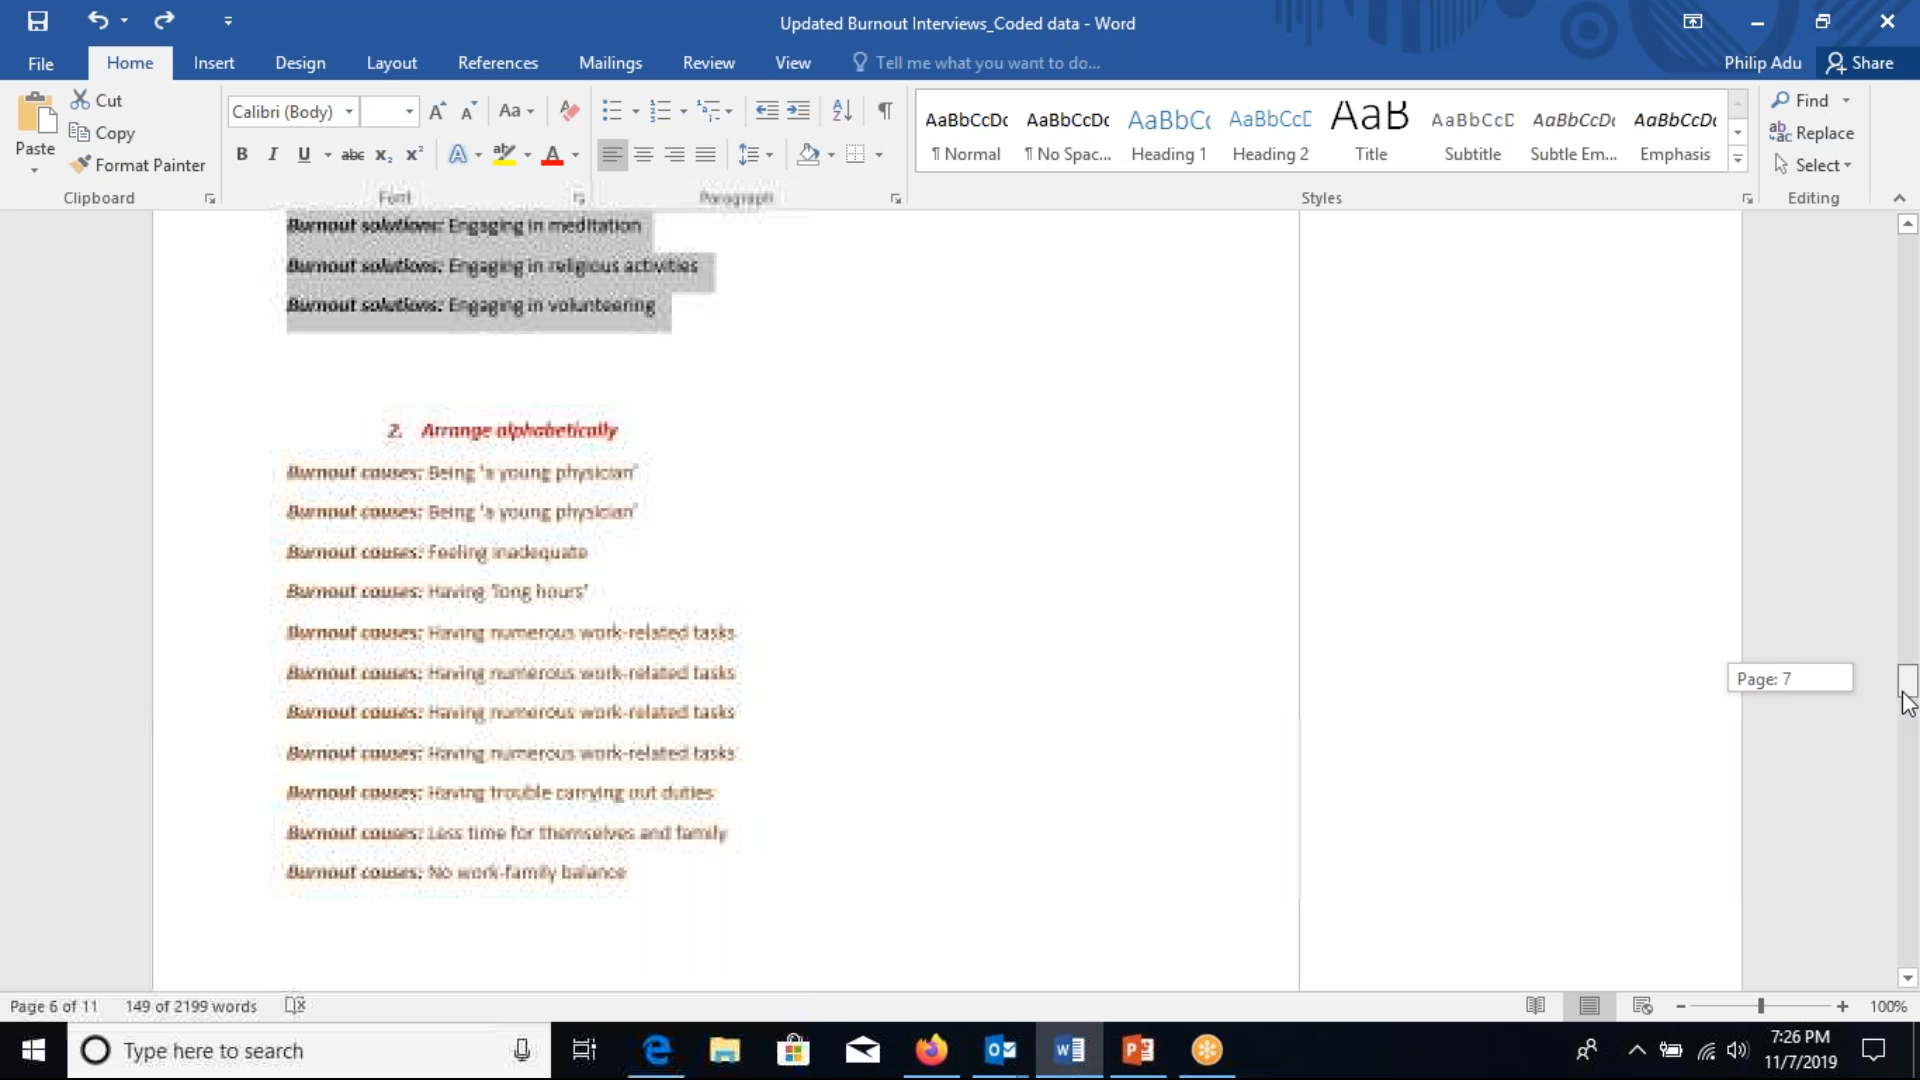 Updated Burnout Interviews_Coded data - Word
File Home Insert Design Layout References Mailings Review View Tell me what you want to do... Philip Adu Share
Paste
Cut
Copy
Format Painter
Clipboard
Calibri (Body)
Font
Paragraph
AaBbCcDc AaBbCcDc AaBbC AaBbCcD AaB AaBbCcD AaBbCcDc AaBbCcDc
¶ Normal ¶ No Spac... Heading 1 Heading 2 Title Subtitle Subtle Em... Emphasis
Styles
Find
Replace
Select
Editing
Burnout solutions: Engaging in meditation
Burnout solutions: Engaging in religious activities
Burnout solutions: Engaging in volunteering
2. Arrange alphabetically
Burnout causes: Being 'a young physician'
Burnout causes: Being 'a young physician'
Burnout causes: Feeling inadequate
Burnout causes: Having 'long hours'
Burnout causes: Having numerous work-related tasks
Burnout causes: Having numerous work-related tasks
Burnout causes: Having numerous work-related tasks
Burnout causes: Having numerous work-related tasks
Burnout causes: Having trouble carrying out duties
Burnout causes: Less time for themselves and family
Burnout causes: No work-family balance
Page: 7
Page 6 of 11 149 of 2199 words 100%
Type here to search
7:26 PM
11/7/2019